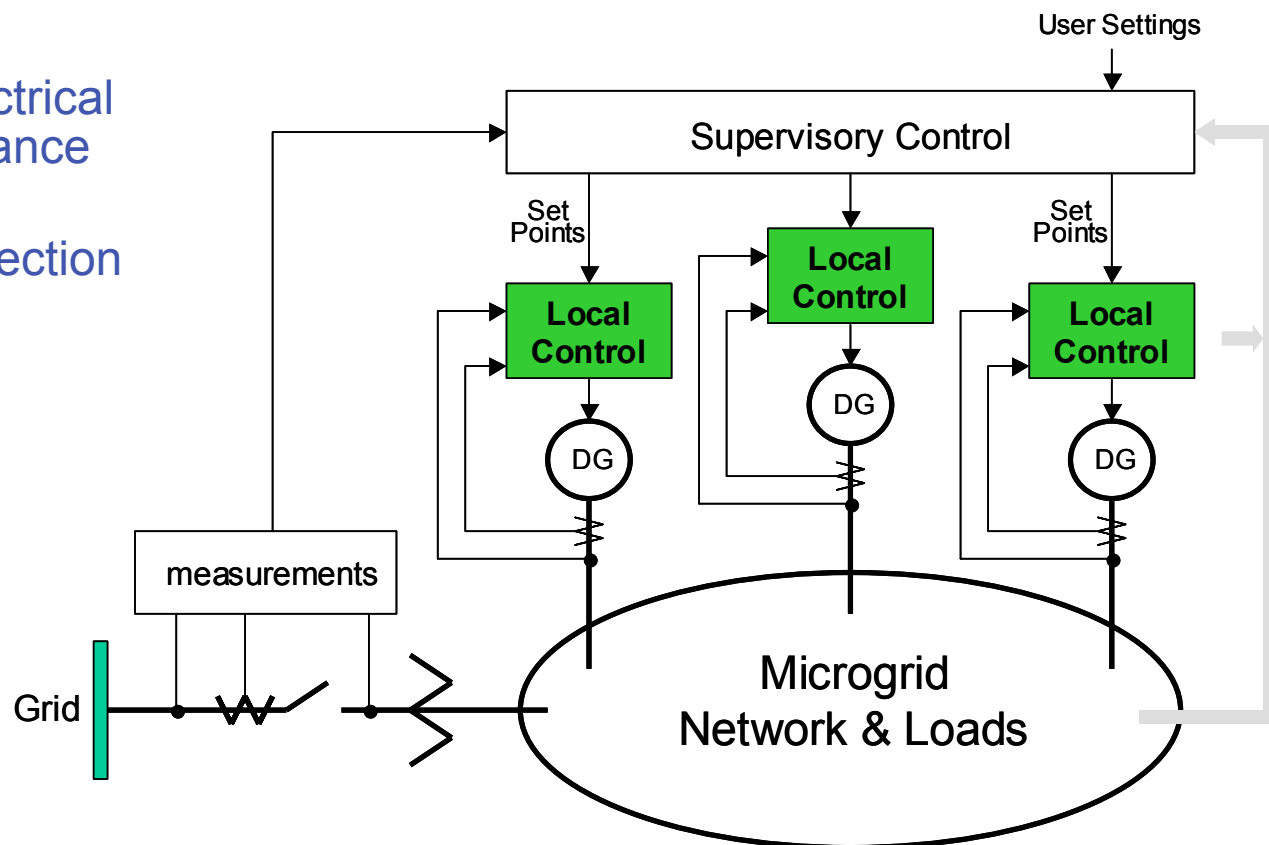 User Settings
ctrical
ance
ection
Supervisory Control
Set
Points
Set
Points
Local
Control
Local
Control
Local
Control
DG
DG
DG
measurements
Grid
Microgrid
Network & Loads